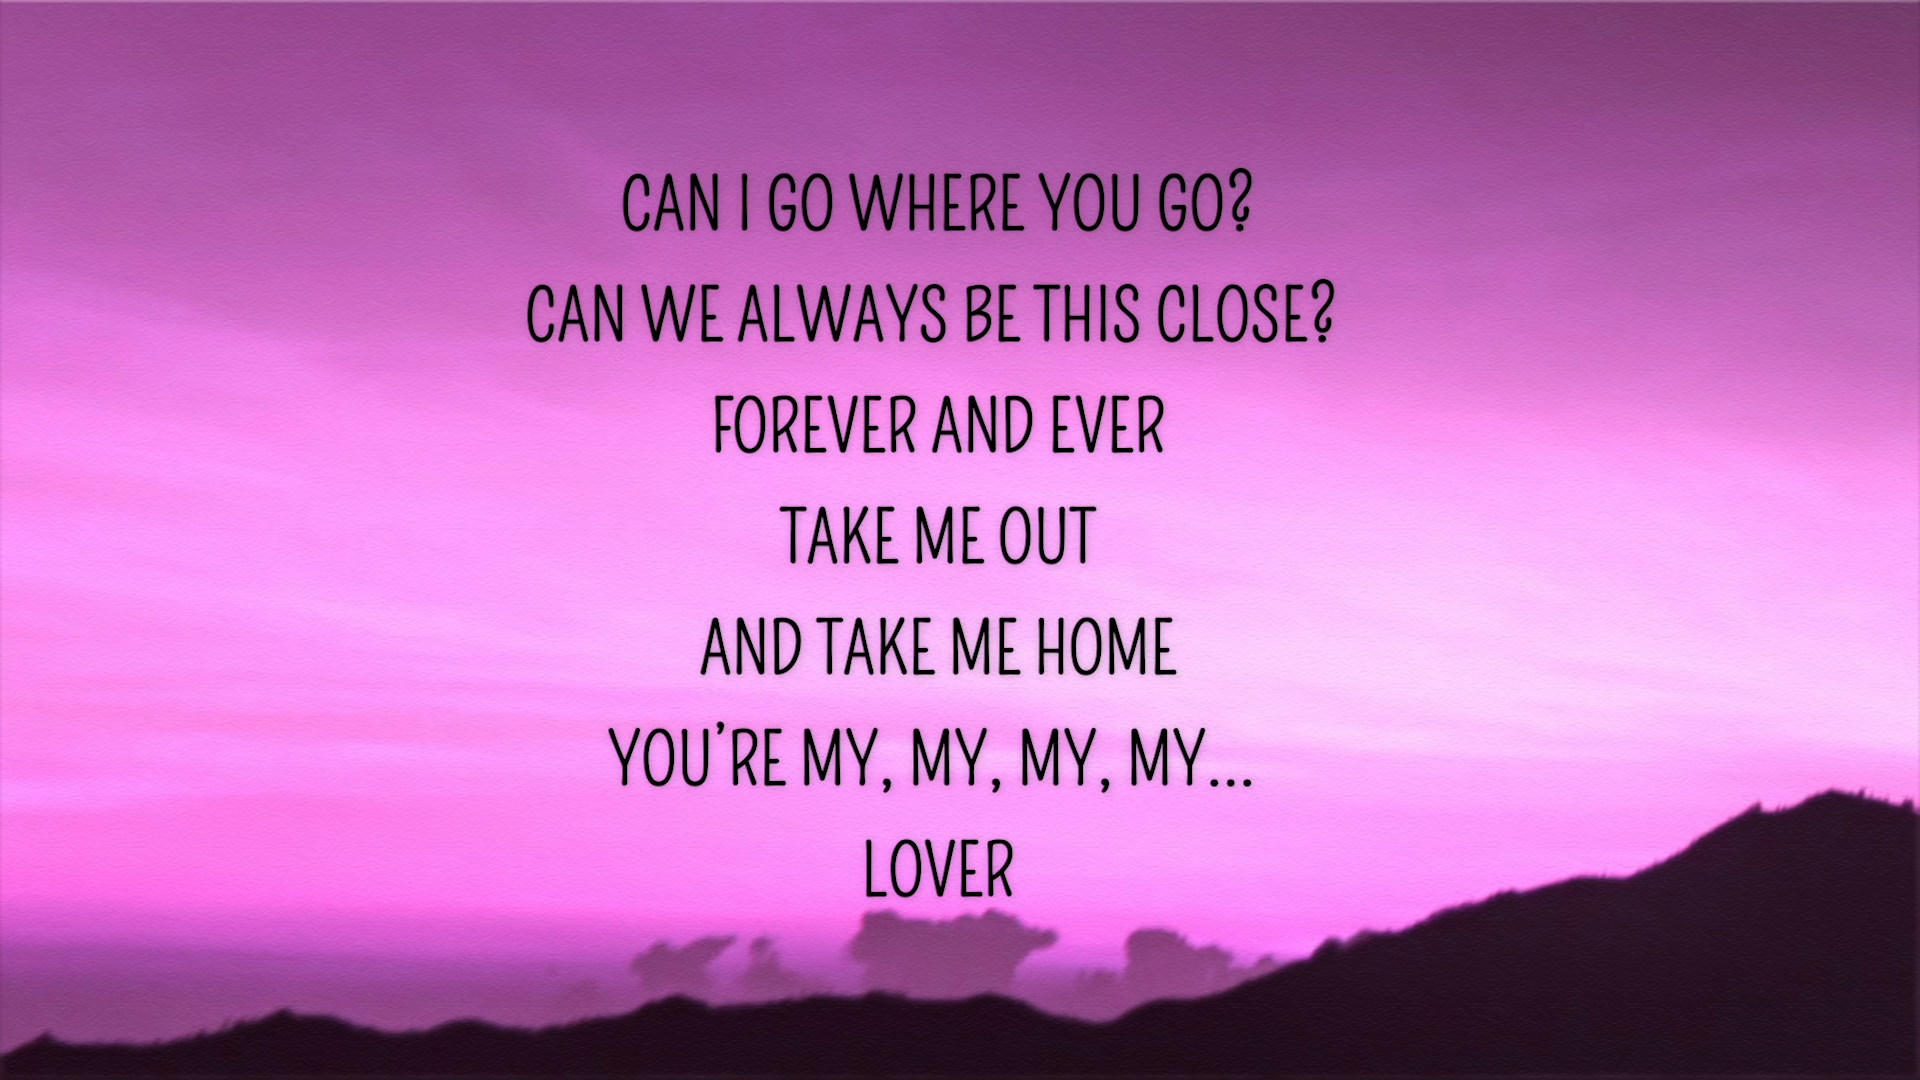 CAN I GO WHERE YOU GO?
CAN WE ALWAYS BE THIS CLOSE?
FOREVER AND EVER
TAKE ME OUT
AND TAKE ME HOME
YOU'RE MY, MY, MY, MY...
LOVER